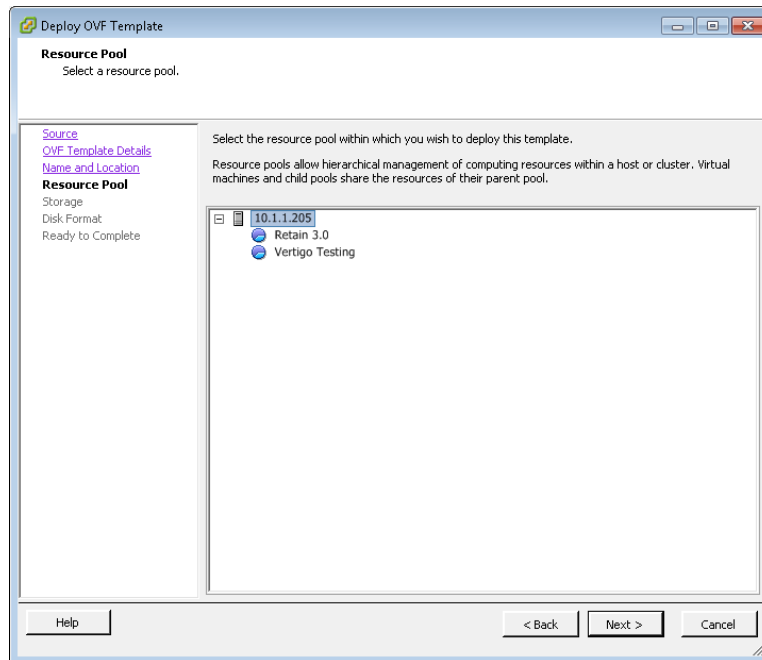 Deploy OVF Template
Resource Pool
Select a resource pool.
Source
OVF Template Details
Name and Location
Resource Pool
Storage
Disk Format
Ready to Complete
Select the resource pool within which you wish to deploy this template.
Resource pools allow hierarchical management of computing resources within a host or cluster. Virtual
machines and child pools share the resources of their parent pool.
10.1.1.205
Retain 3.0
Vertigo Testing
Help
< Back
Next >
Cancel